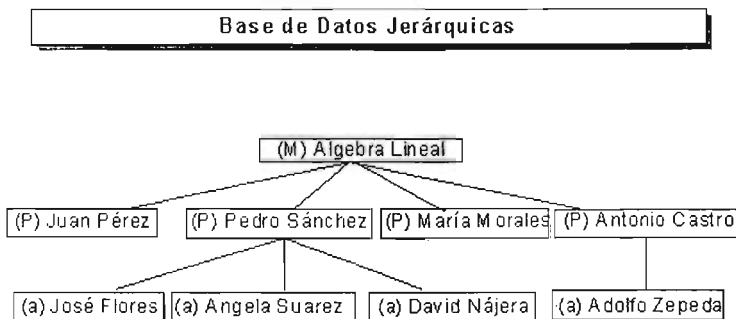 Base de Datos Jerárquicas
(M) Algebra Lineal
(P) Juan Pérez (P) Pedro Sánchez (P) María Morales (P) Antonio Castro
(a) José Flores (a) Angela Suarez (a) David Nájera (a) Adolfo Zepeda